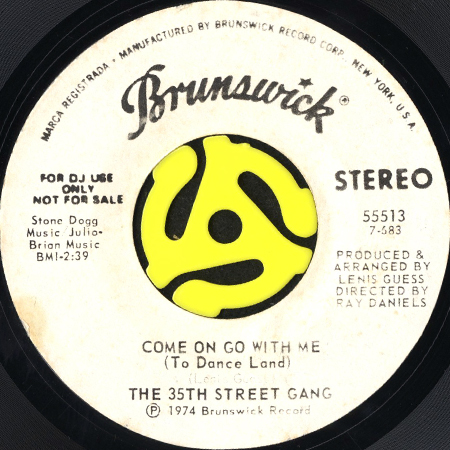 MARCA REGISTRADA • MANUFACTURED BY BRUNSWICK RECORD CORP. NEW YORK, U.S.A.
Brunswick®
FOR DJ USE
ONLY
NOT FOR SALE
STEREO
Stone Dogg
Music/Julio-
Brian Music
BMI-2:39
55513
7-683
PRODUCED &
ARRANGED BY
LENIS GUESS
DIRECTED BY
RAY DANIELS
COME ON GO WITH ME
(To Dance Land)
THE 35TH STREET GANG
℗ 1974 Brunswick Record